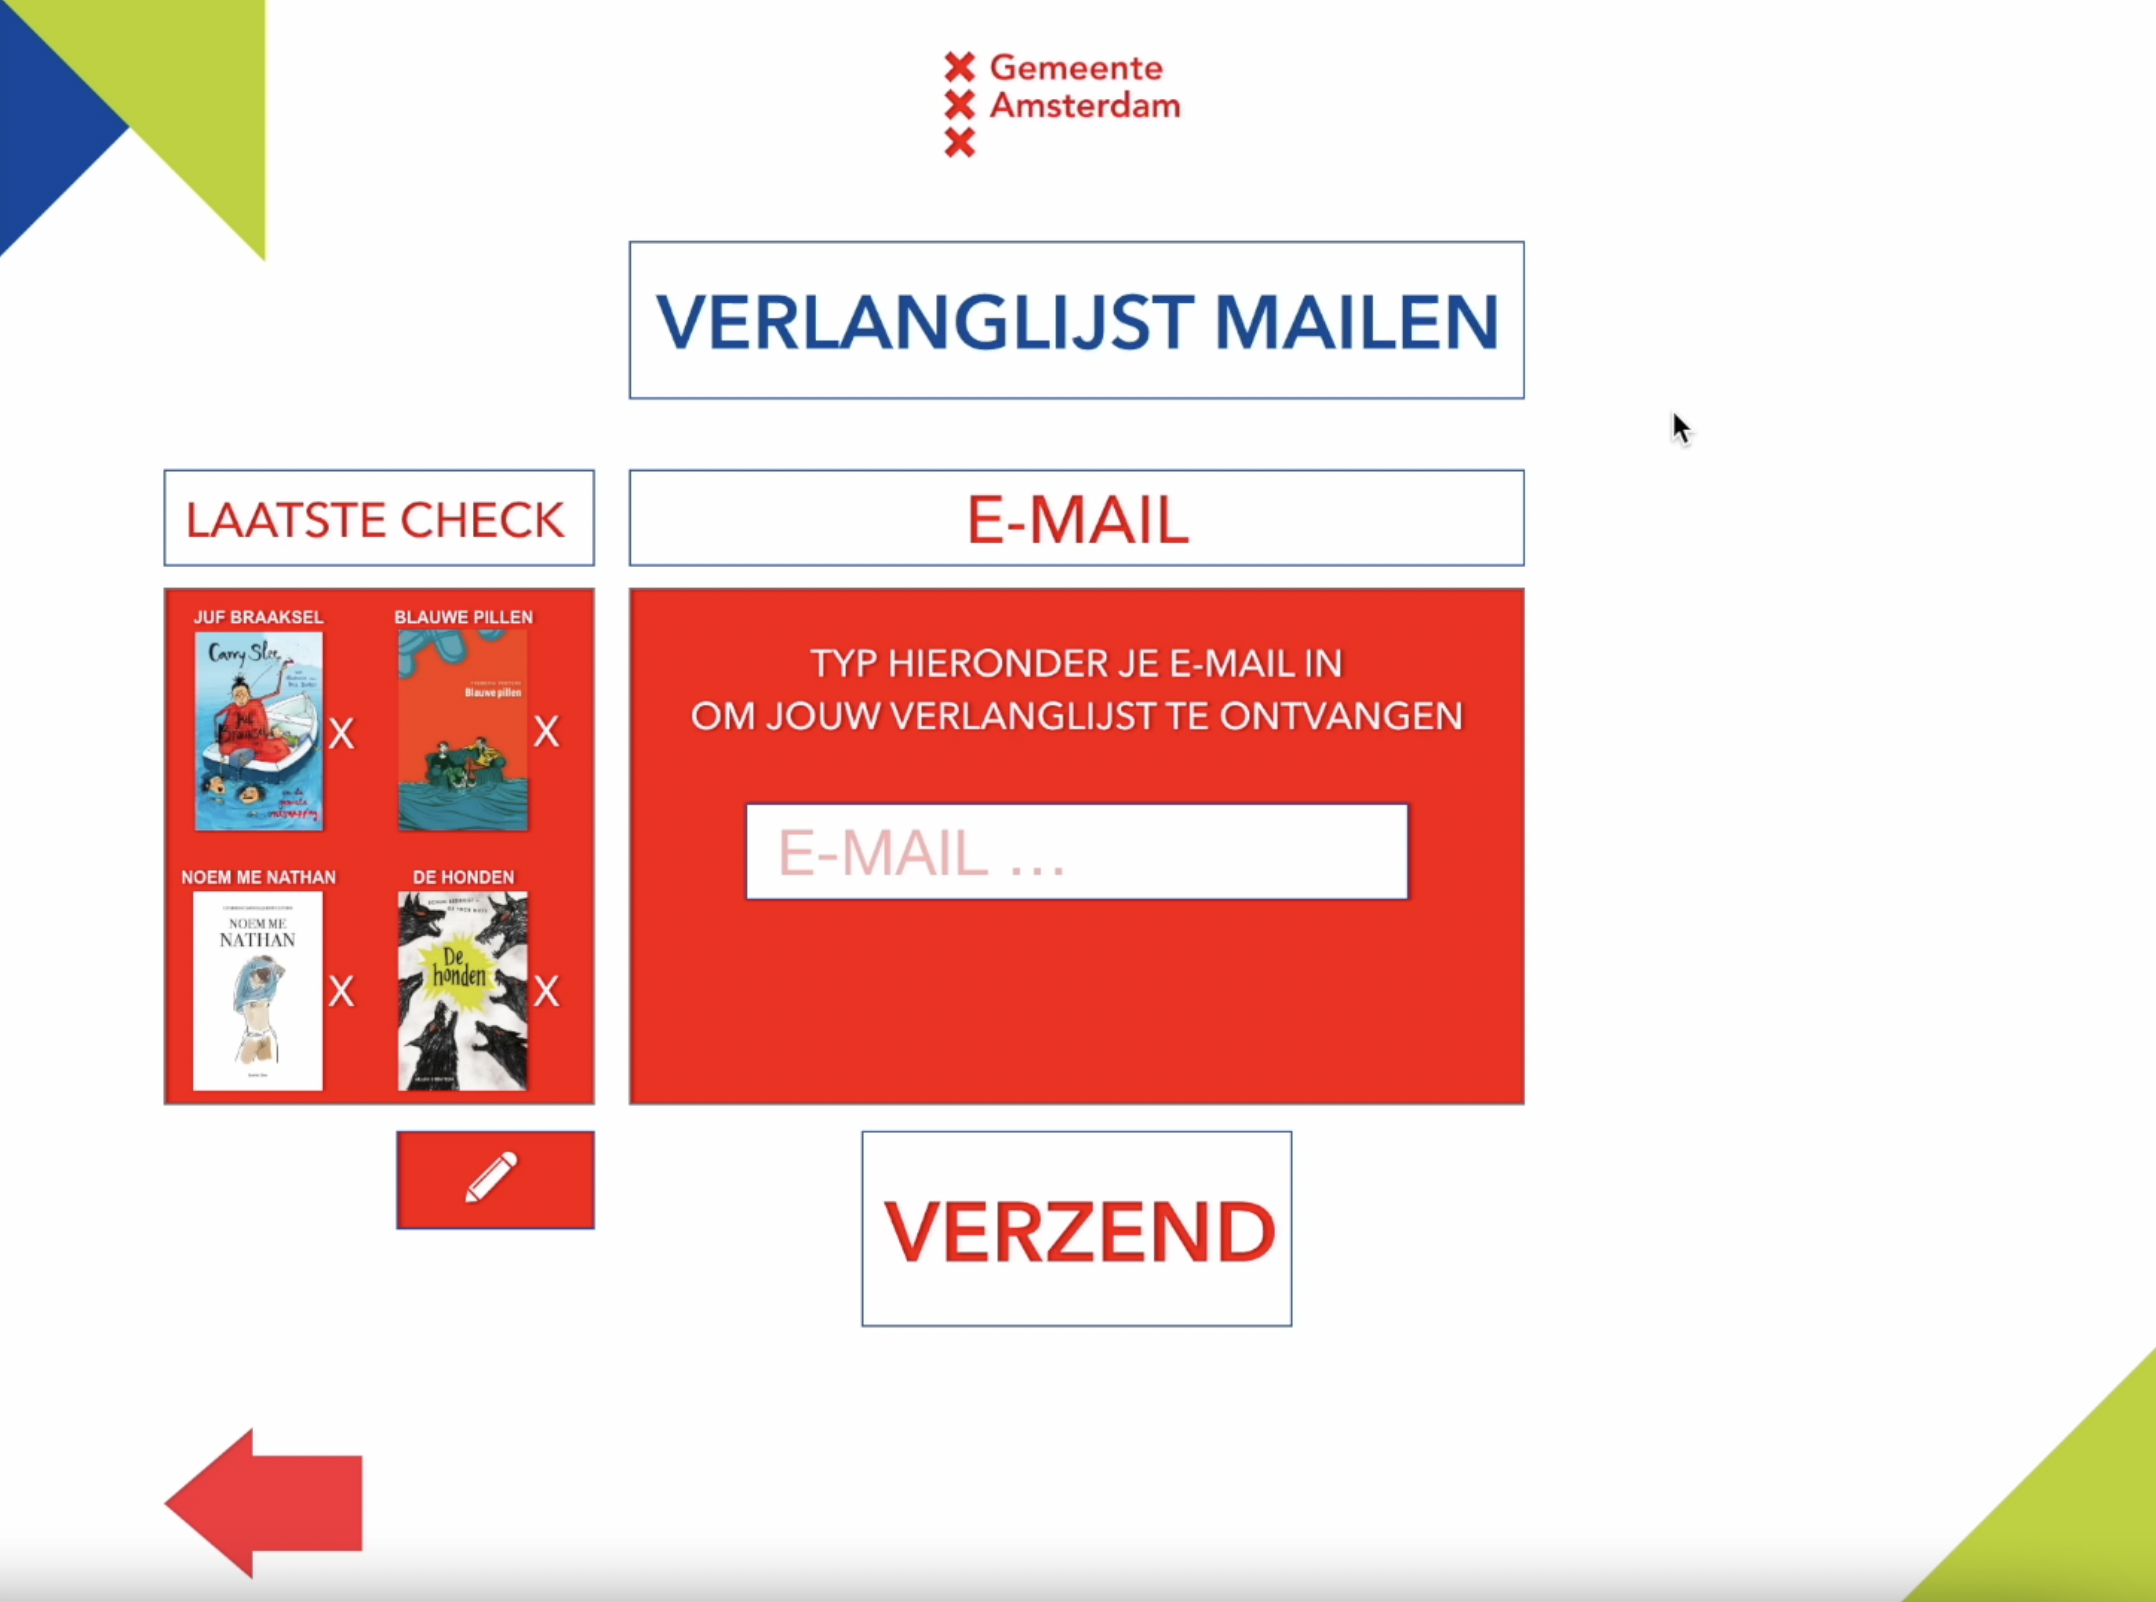 Gemeente
Amsterdam
VERLANGLIJST MAILEN
LAATSTE CHECK
E-MAIL
JUF BRAAKSEL
BLAUWE PILLEN
Carry Slee
Juf
Braaksel
en de
Blauwe pillen
X
X
TYP HIERONDER JE E-MAIL IN
OM JOUW VERLANGLIJST TE ONTVANGEN
E-MAIL ...
NOEM ME NATHAN
DE HONDEN
NOEM ME
NATHAN
De
honden
X
X
VERZEND